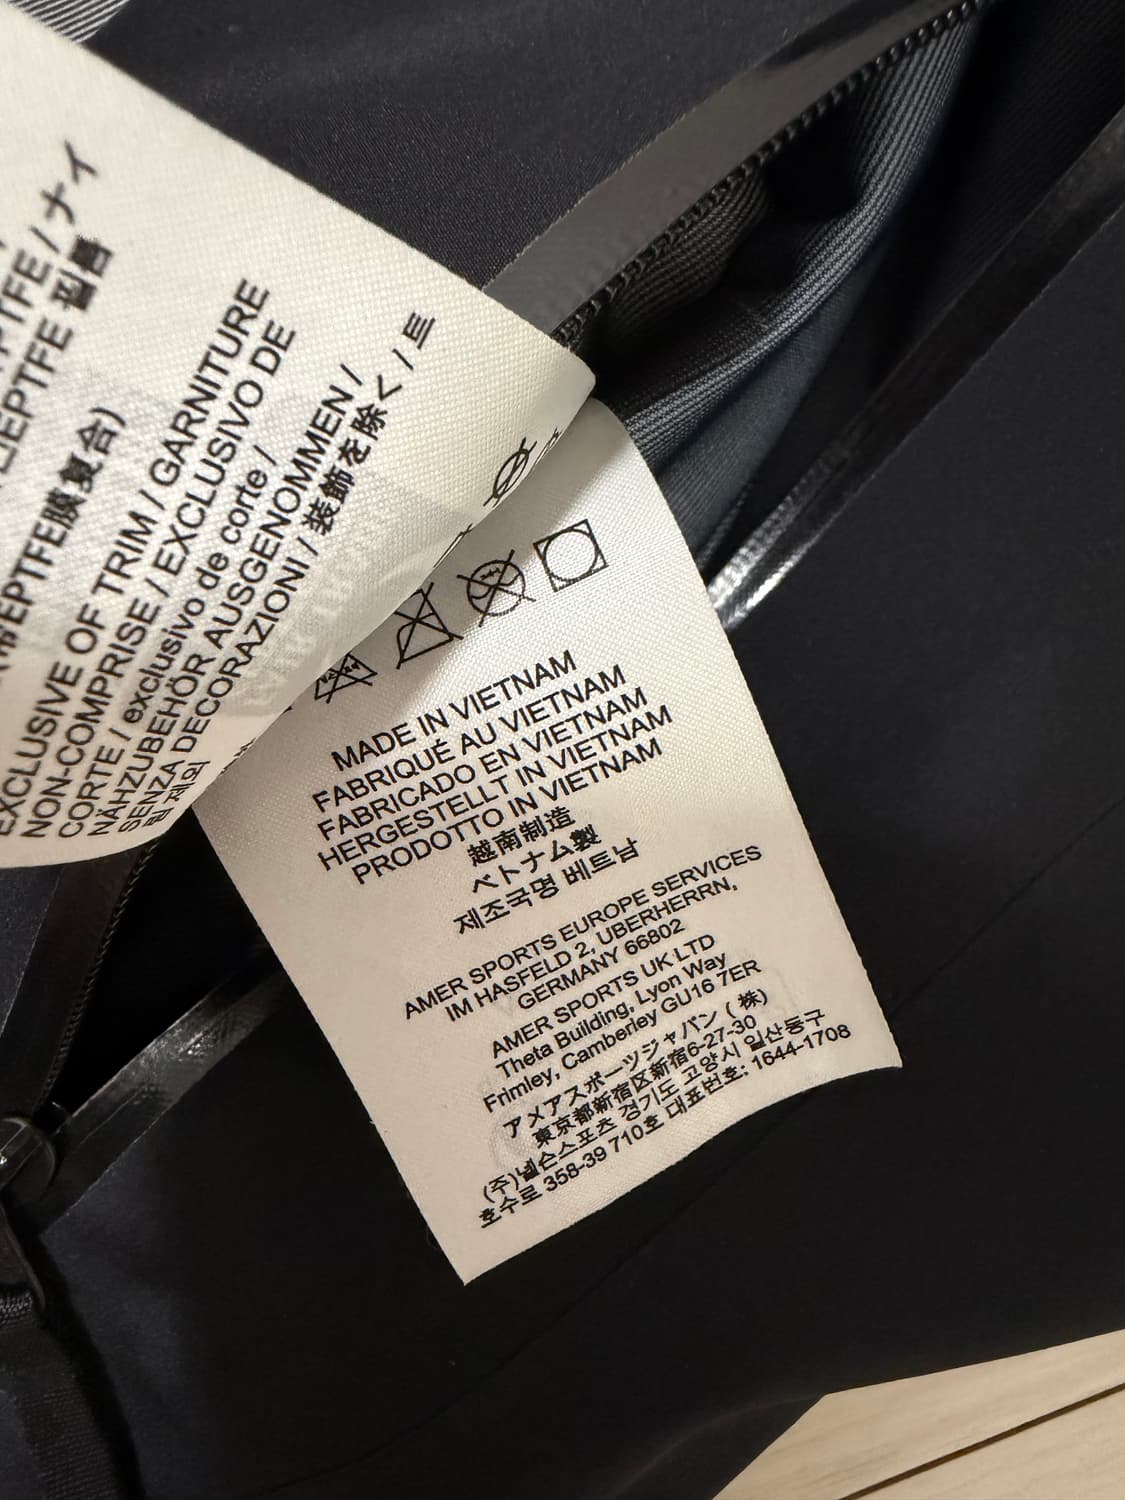 PTFE / ナイ
ePTFE 필름
ePTFE膜复合)
EXCLUSIVE OF TRIM / GARNITURE
NON-COMPRISE / EXCLUSIVO DE
CORTE / exclusivo de corte /
NÄHZUBEHÖR AUSGENOMMEN /
SENZA DECORAZIONI / 装飾を除く / 트
림 제외
MADE IN VIETNAM
FABRIQUÉ AU VIETNAM
FABRICADO EN VIETNAM
HERGESTELLT IN VIETNAM
PRODOTTO IN VIETNAM
越南制造
ベトナム製
제조국명 베트남
AMER SPORTS EUROPE SERVICES
IM HASFELD 2, UBERHERRN,
GERMANY 66802
AMER SPORTS UK LTD
Theta Building, Lyon Way
Frimley, Camberley GU16 7ER
アメアスポーツジャパン ( 株)
東京都新宿区新宿6-27-30
(주)넬슨스포츠 경기도 고양시 일산동구
호수로 358-39 710호 대표번호: 1644-1708